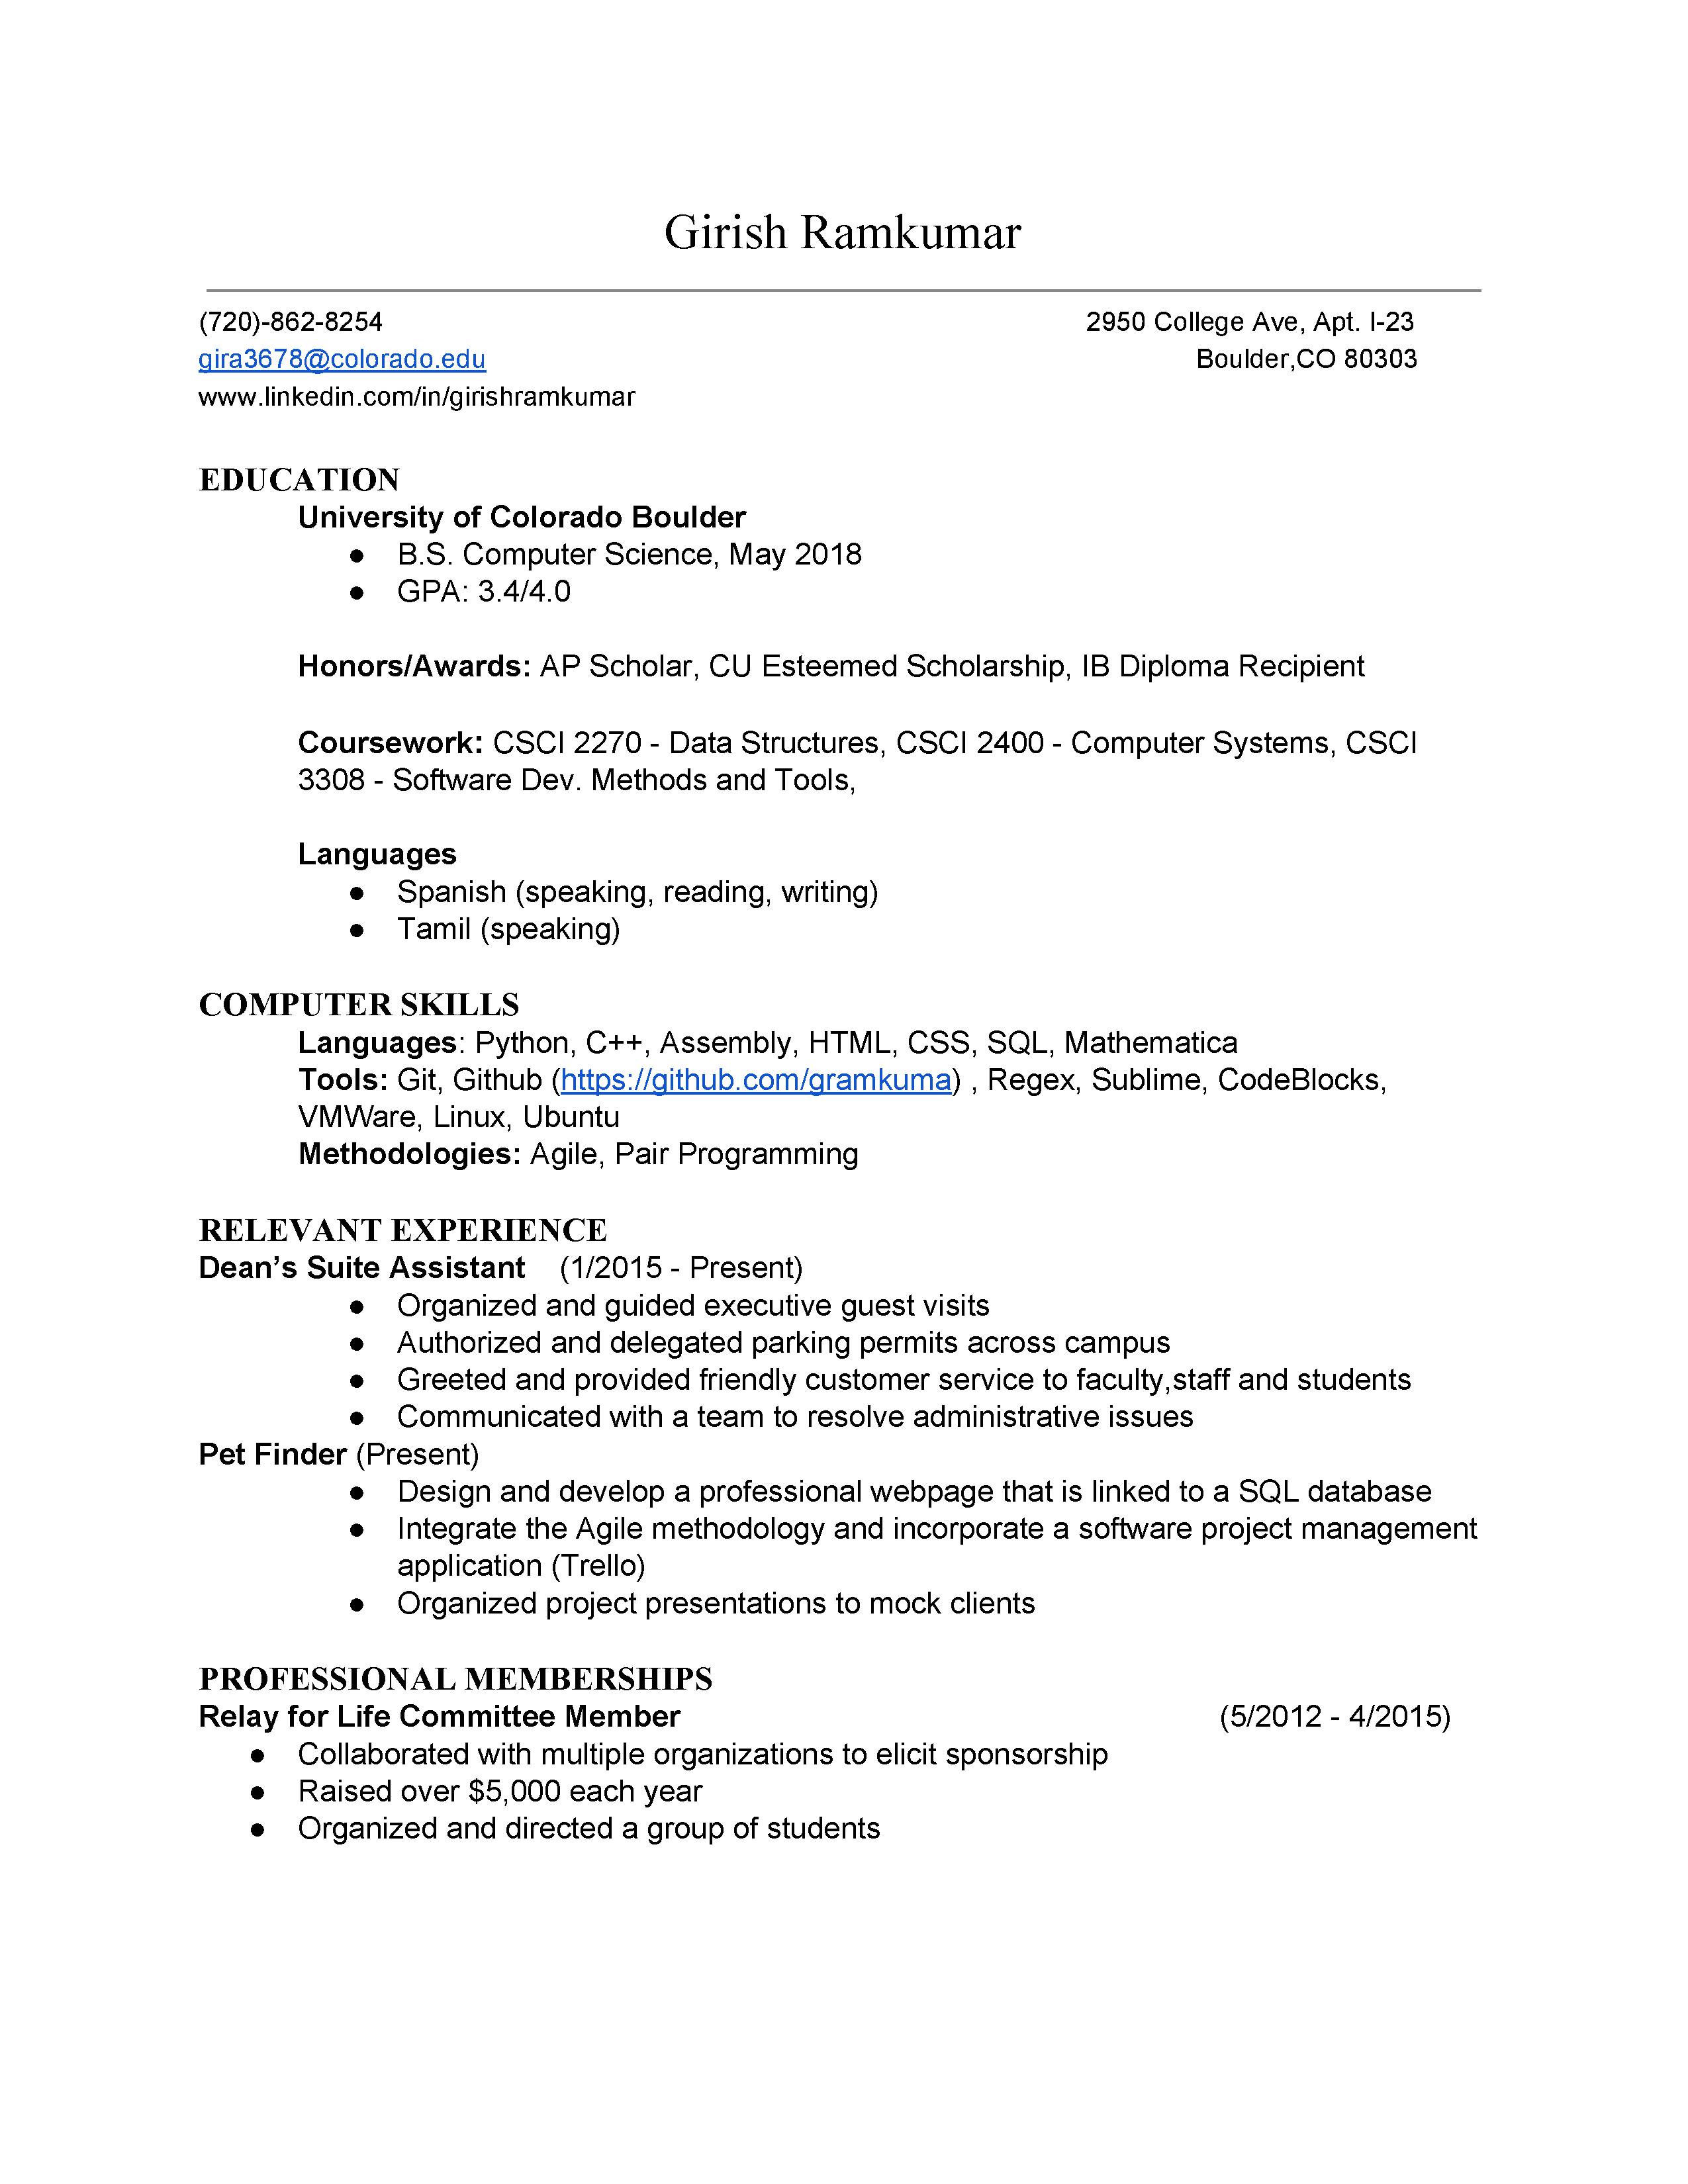 Girish Ramkumar
(720)-862-8254 2950 College Ave, Apt. I-23
gira3678@colorado.edu Boulder,CO 80303
www.linkedin.com/in/girishramkumar
EDUCATION
University of Colorado Boulder
● B.S. Computer Science, May 2018
● GPA: 3.4/4.0
Honors/Awards: AP Scholar, CU Esteemed Scholarship, IB Diploma Recipient
Coursework: CSCI 2270 - Data Structures, CSCI 2400 - Computer Systems, CSCI
3308 - Software Dev. Methods and Tools,
Languages
● Spanish (speaking, reading, writing)
● Tamil (speaking)
COMPUTER SKILLS
Languages: Python, C++, Assembly, HTML, CSS, SQL, Mathematica
Tools: Git, Github (https://github.com/gramkuma) , Regex, Sublime, CodeBlocks,
VMWare, Linux, Ubuntu
Methodologies: Agile, Pair Programming
RELEVANT EXPERIENCE
Dean’s Suite Assistant (1/2015 - Present)
● Organized and guided executive guest visits
● Authorized and delegated parking permits across campus
● Greeted and provided friendly customer service to faculty,staff and students
● Communicated with a team to resolve administrative issues
Pet Finder (Present)
● Design and develop a professional webpage that is linked to a SQL database
● Integrate the Agile methodology and incorporate a software project management
application (Trello)
● Organized project presentations to mock clients
PROFESSIONAL MEMBERSHIPS
Relay for Life Committee Member (5/2012 - 4/2015)
● Collaborated with multiple organizations to elicit sponsorship
● Raised over $5,000 each year
● Organized and directed a group of students